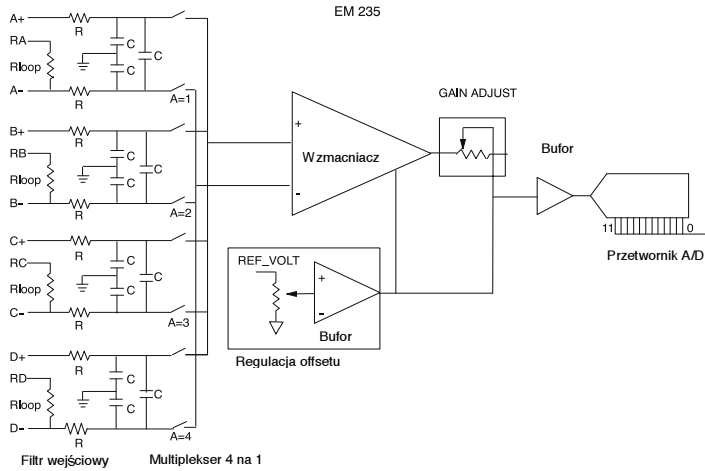 EM 235
A+
R
RA
Rloop
C
C
C
A-
R
A=1
B+
R
RB
Rloop
C
C
C
B-
R
A=2
C+
R
RC
Rloop
C
C
C
C-
R
A=3
D+
R
RD
Rloop
C
C
C
D-
R
A=4
Filtr wejściowy
Multiplekser 4 na 1
+
Wzmacniacz
-
GAIN ADJUST
REF_VOLT
+
-
Bufor
Regulacja offsetu
Bufor
11
0
Przetwornik A/D